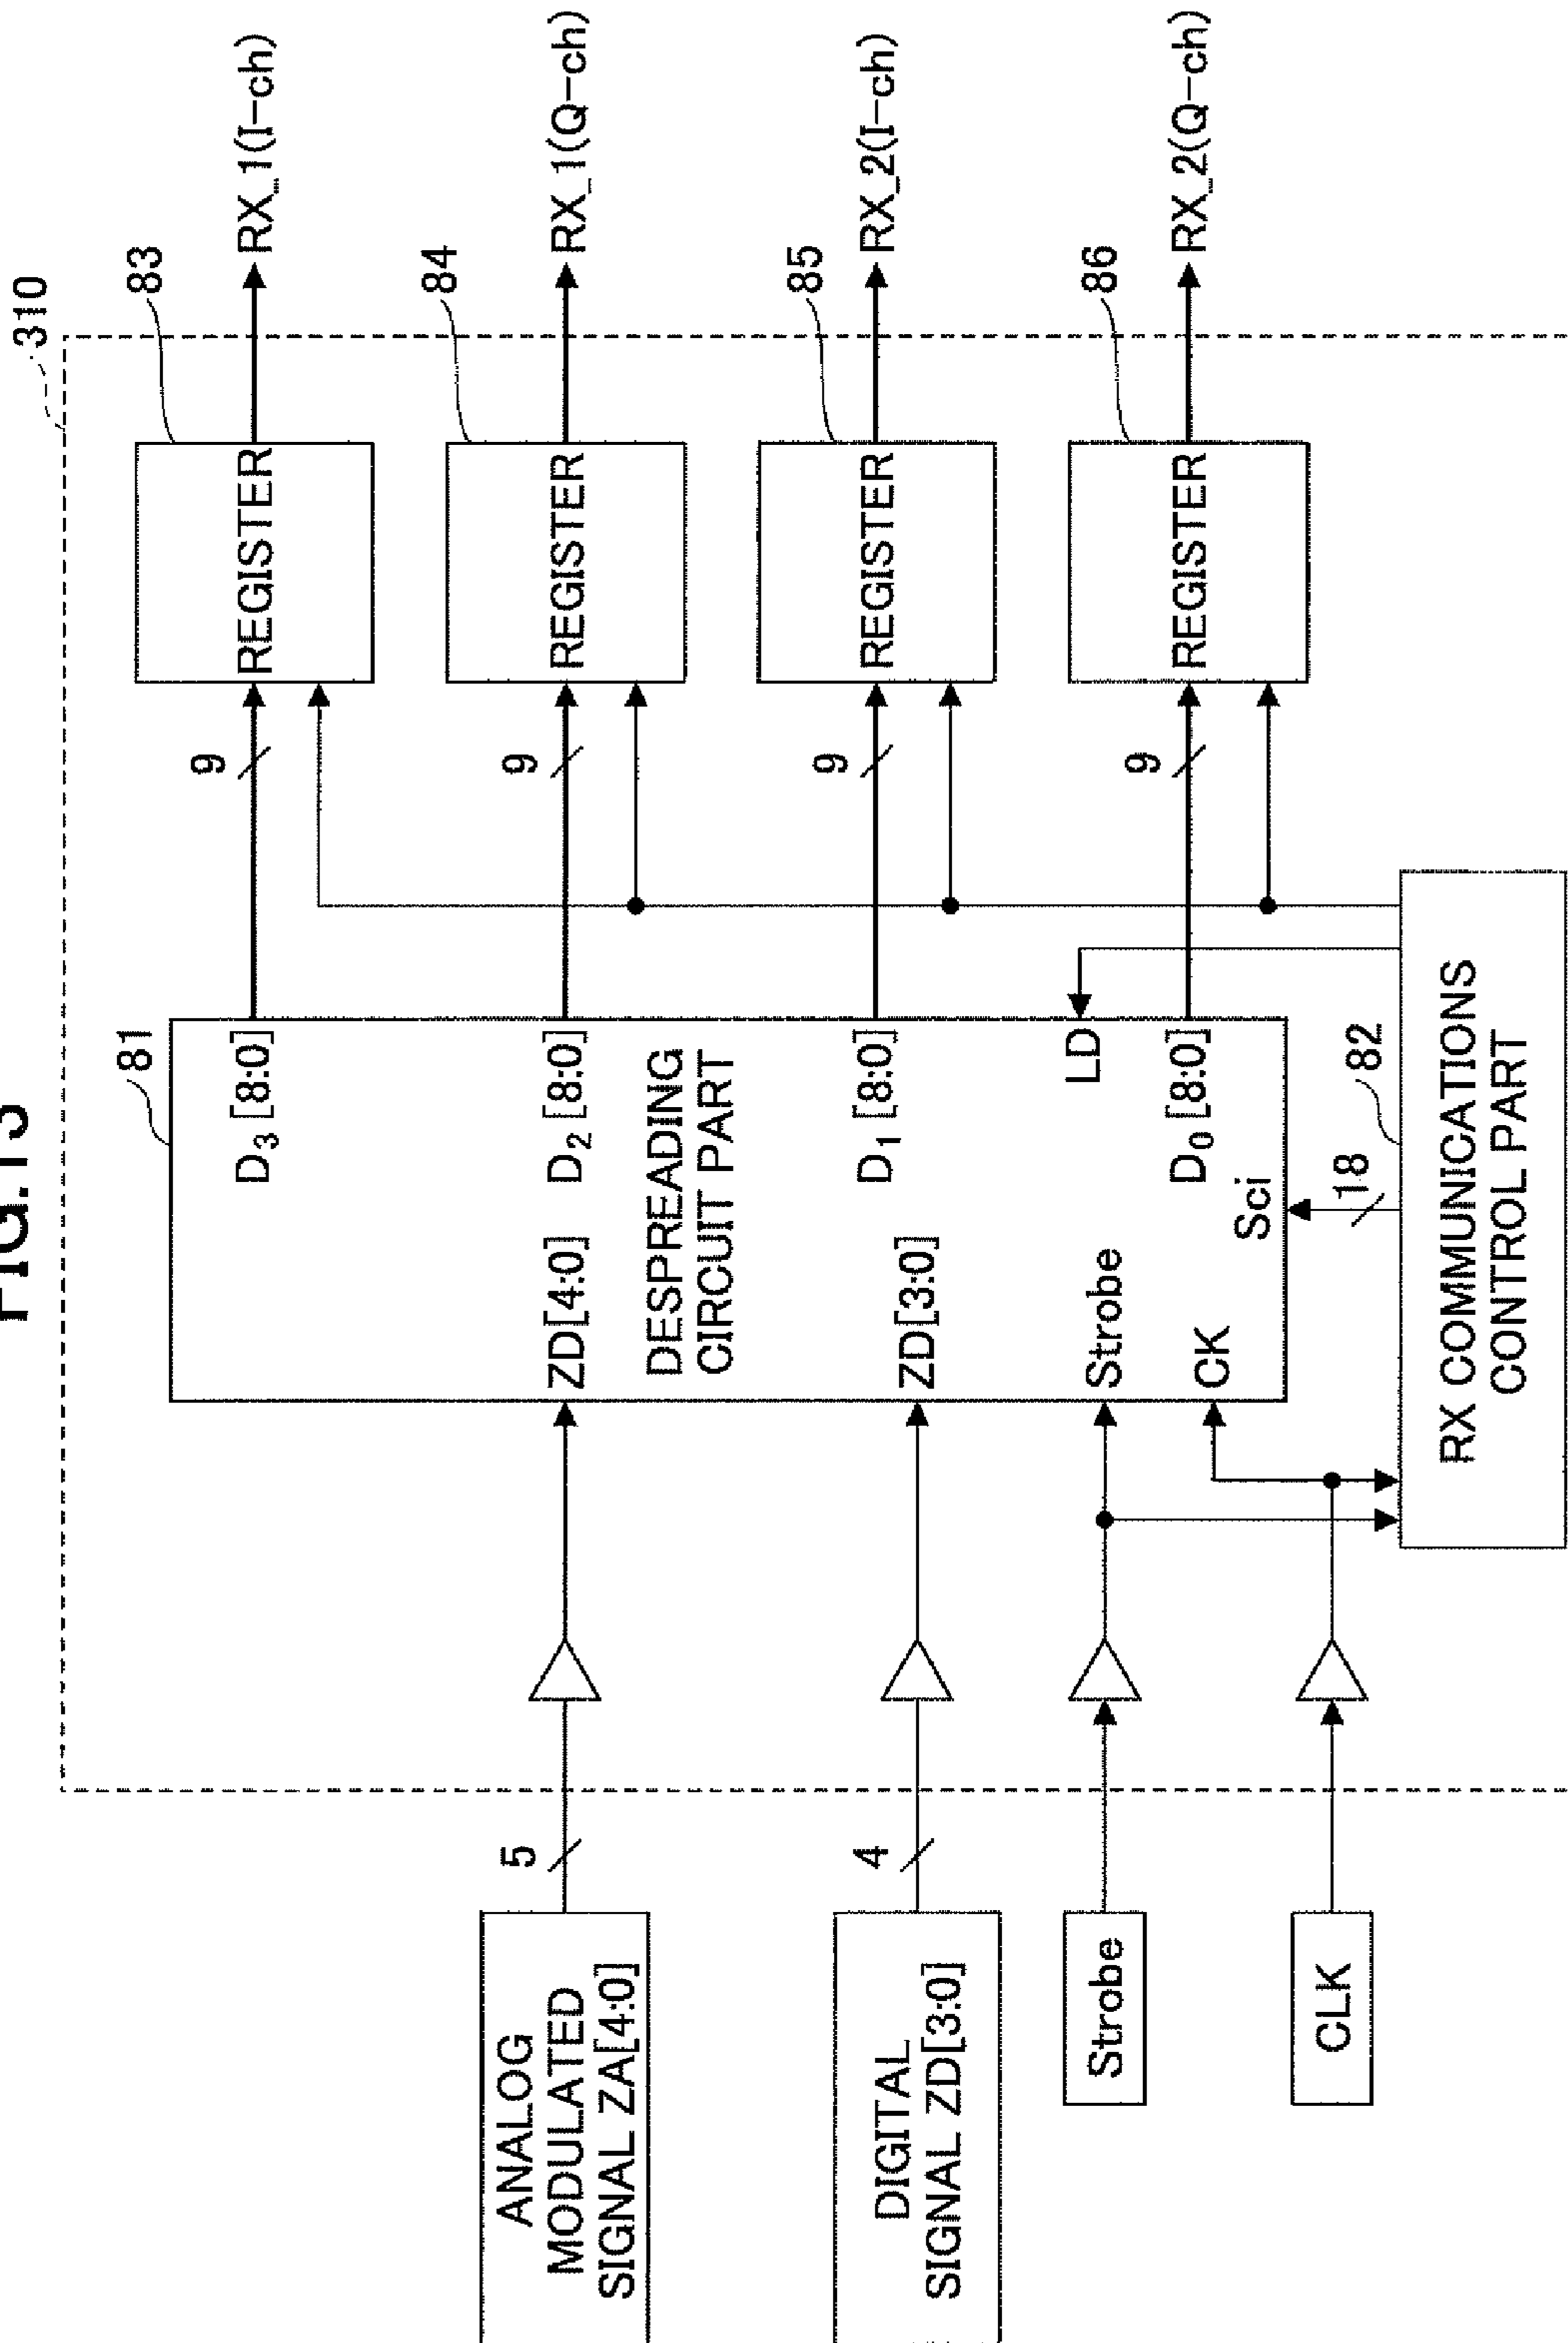 310
83
84
85
86
REGISTER
REGISTER
REGISTER
REGISTER
RX_1(I-ch)
RX_1(Q-ch)
RX_2(I-ch)
RX_2(Q-ch)
9
9
9
9
81
D3 [8:0]
D2 [8:0]
D1 [8:0]
D0 [8:0]
LD
Sci
ZD[4:0]
DESPREADING
CIRCUIT PART
ZD[3:0]
Strobe
CK
18
82
RX COMMUNICATIONS
CONTROL PART
5
4
ANALOG
MODULATED
SIGNAL ZA[4:0]
DIGITAL
SIGNAL ZD[3:0]
Strobe
CLK